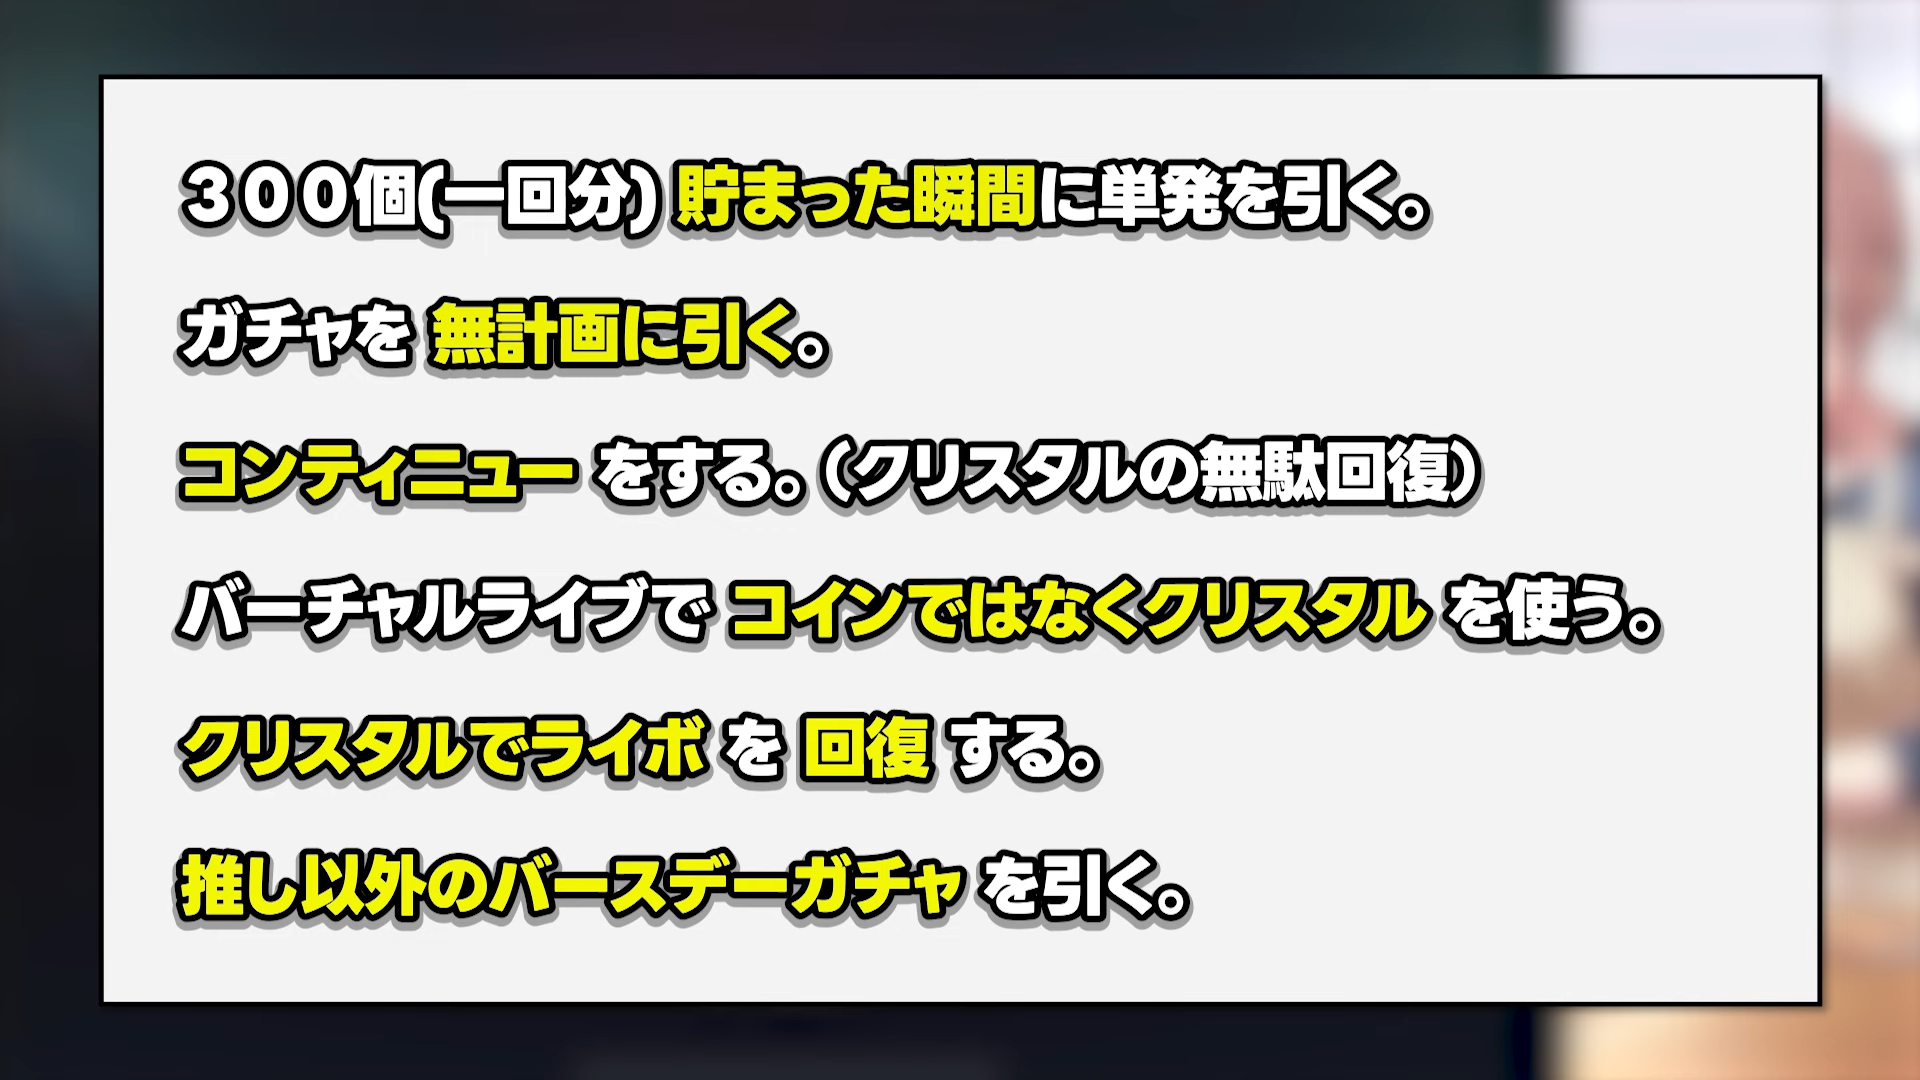 ３００個(一回分) 貯まった瞬間に単発を引く。
ガチャを 無計画に引く。
コンティニュー をする。（クリスタルの無駄回復）
バーチャルライブで コインではなくクリスタル を使う。
クリスタルでライボ を 回復 する。
推し以外のバースデーガチャ を引く。